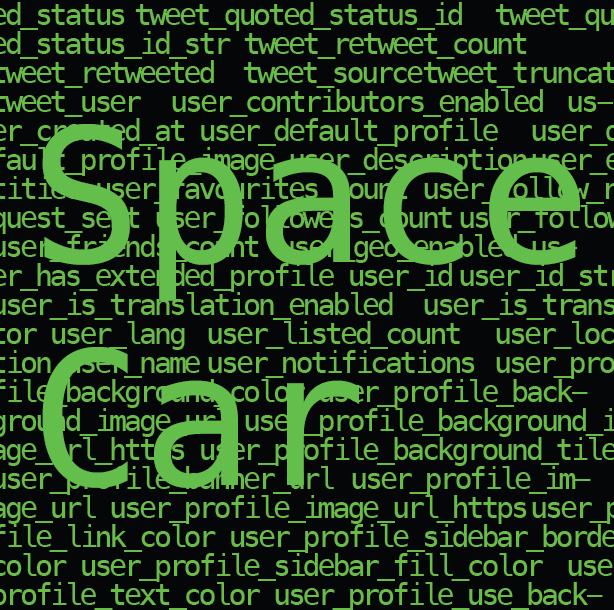 Space
Car
ed_status tweet_quoted_status_id tweet_qu
ed_status_id_str tweet_retweet_count
tweet_retweeted tweet_sourcetweet_truncat
tweet_user user_contributors_enabled us–
er_created_at user_default_profile user_d
fault_profile_image user_description user_e
tities user_favourites_count user_follow_r
quest_sent user_followers_count user_follow
user_friends_count user_geo_enabled us–
er_has_extended_profile user_id user_id_str
user_is_translation_enabled user_is_trans
tor user_lang user_listed_count user_loc
tion user_name user_notifications user_pro
file_background_color user_profile_back–
ground_image_url user_profile_background_i
age_url_https user_profile_background_tile
user_profile_banner_url user_profile_im–
age_url user_profile_image_url_https user_p
file_link_color user_profile_sidebar_borde
color user_profile_sidebar_fill_color use
profile_text_color user_profile_use_back–